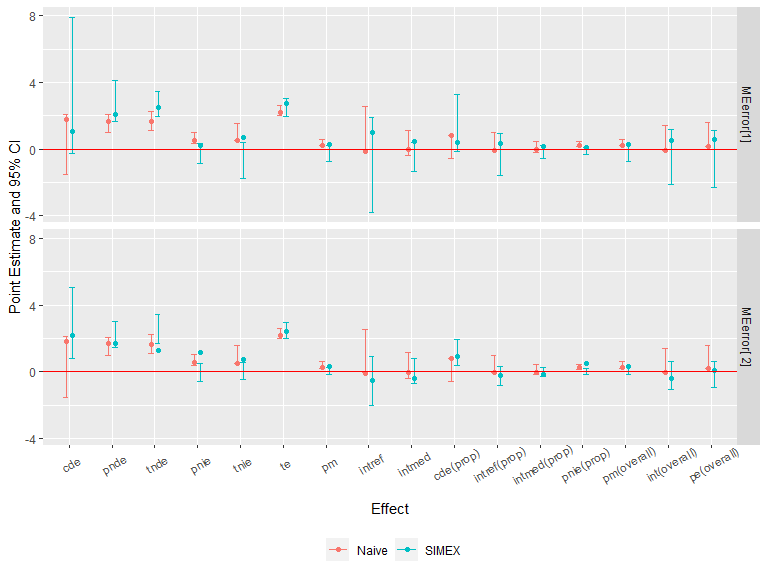 Point Estimate and 95% CI
8
4
0
-4
MEerror[1]
8
4
0
-4
MEerror[2]
cde
pnde
tnde
pnie
tnie
te
pm
intref
intmed
cde(prop)
intref(prop)
intmed(prop)
pnie(prop)
pm(overall)
int(overall)
pe(overall)
Effect
Naive
SIMEX